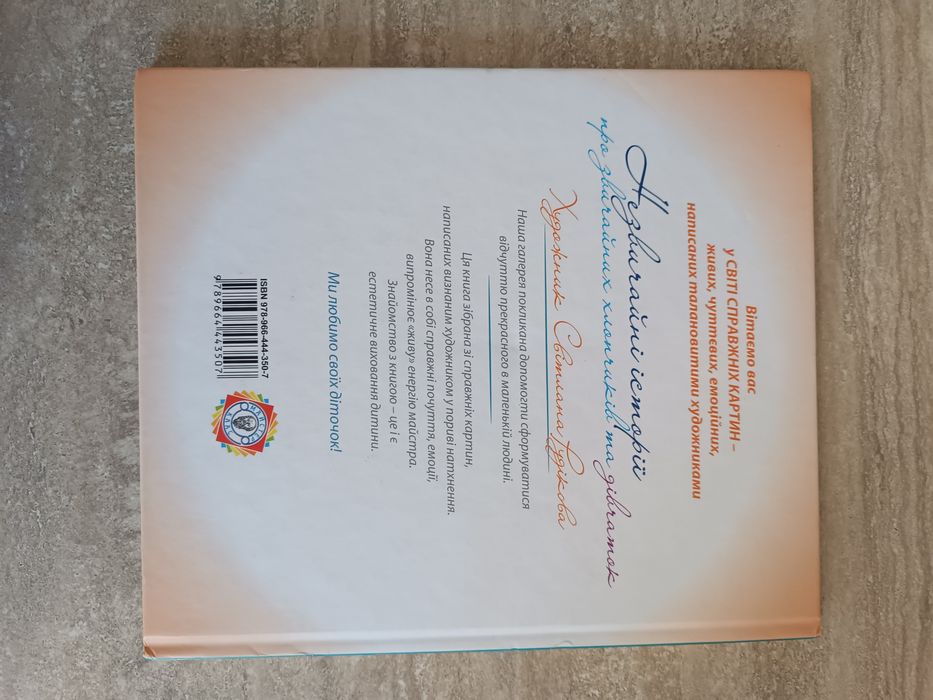 Вітаємо вас
у СВІТІ СПРАВЖНІХ КАРТИН –
живих, чуттєвих, емоційних,
написаних талановитими художниками
Незвичайні історії
про звичайних хлопчиків та дівчаток
Художник Світлана Гудікова
Наша галерея покликана допомогти сформуватися
відчуттю прекрасного в маленькій людині.
Ця книга зібрана зі справжніх картин,
написаних визнаним художником у пориві натхнення.
Вона несе в собі справжні почуття, емоції,
випромінює «живу» енергію майстра.
Знайомство з книгою – це і є
естетичне виховання дитини.
Ми любимо своїх діточок!
ISBN 978-966-444-350-7
9789664443507